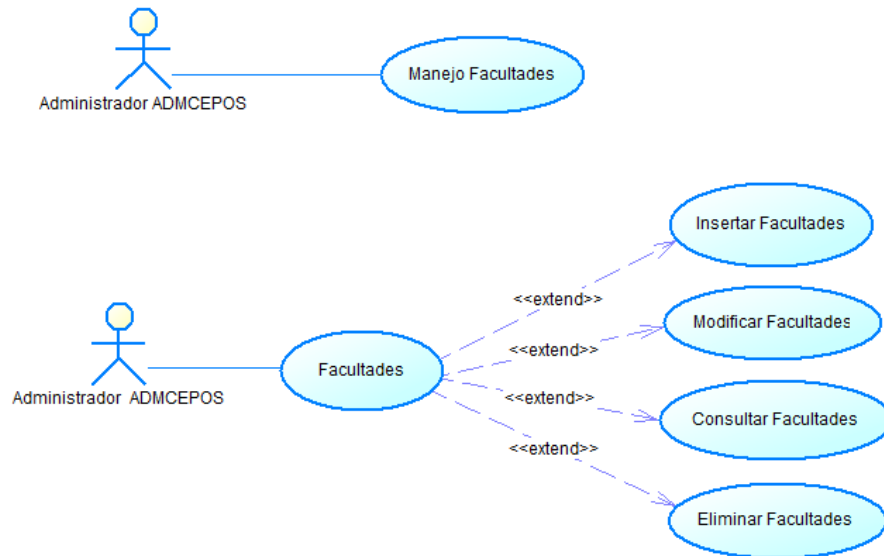 Manejo Facultades
Administrador ADMCEPOS
Insertar Facultades
<<extend>>
Modificar Facultades
<<extend>>
Facultades
Administrador ADMCEPOS
<<extend>>
Consultar Facultades
<<extend>>
Eliminar Facultades